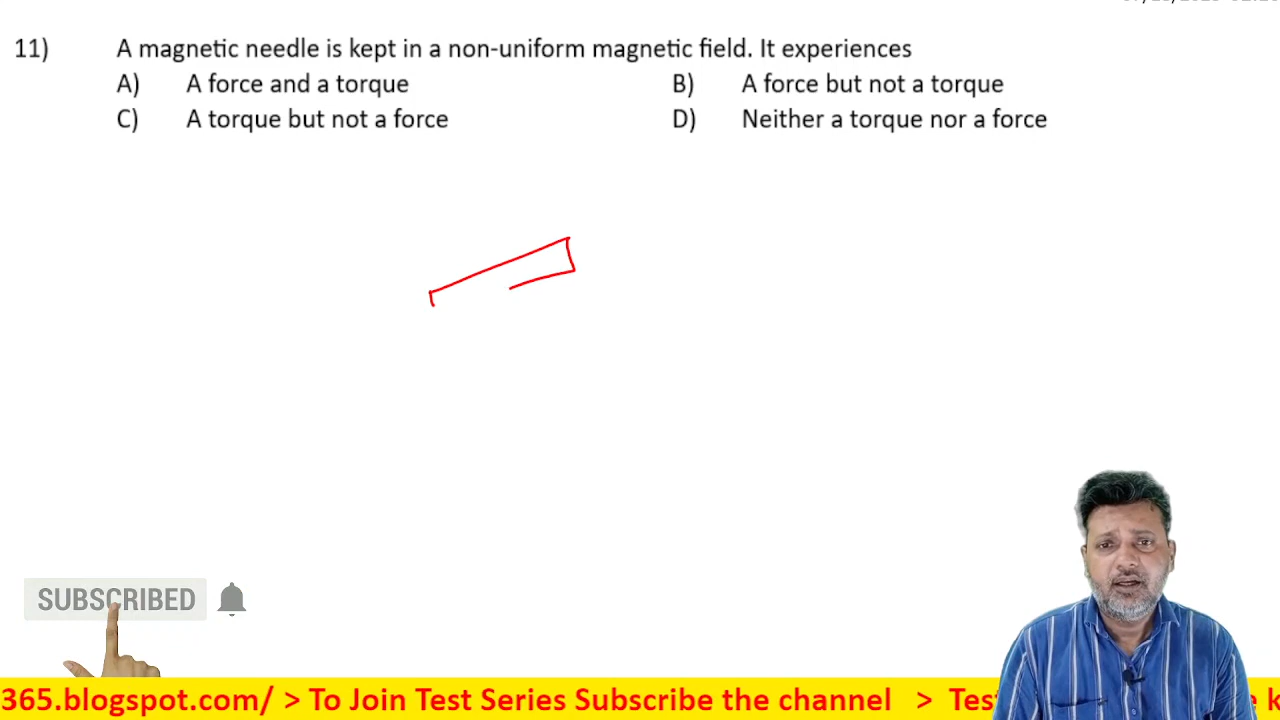 11) A magnetic needle is kept in a non-uniform magnetic field. It experiences
A) A force and a torque B) A force but not a torque
C) A torque but not a force D) Neither a torque nor a force
SUBSCRIBED
365.blogspot.com/ > To Join Test Series Subscribe the channel > Tes